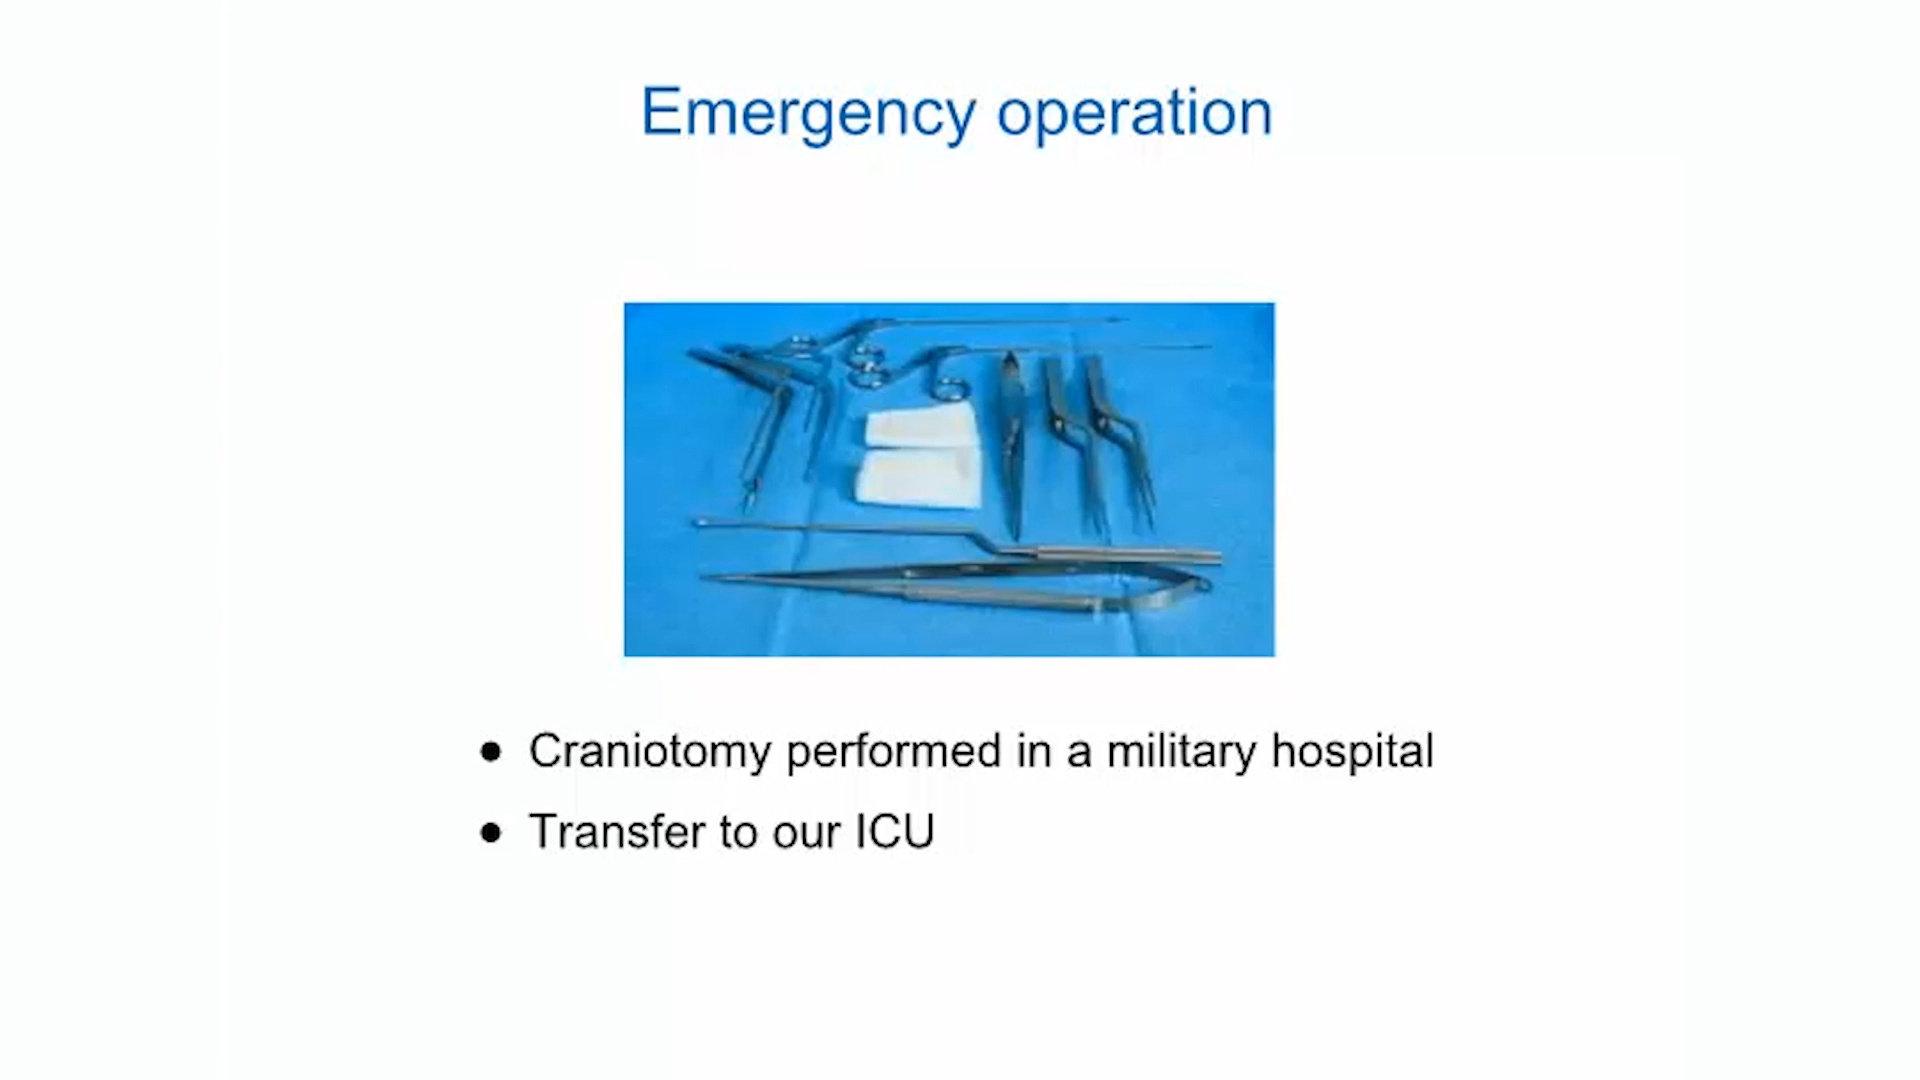 Emergency operation
● Craniotomy performed in a military hospital
● Transfer to our ICU